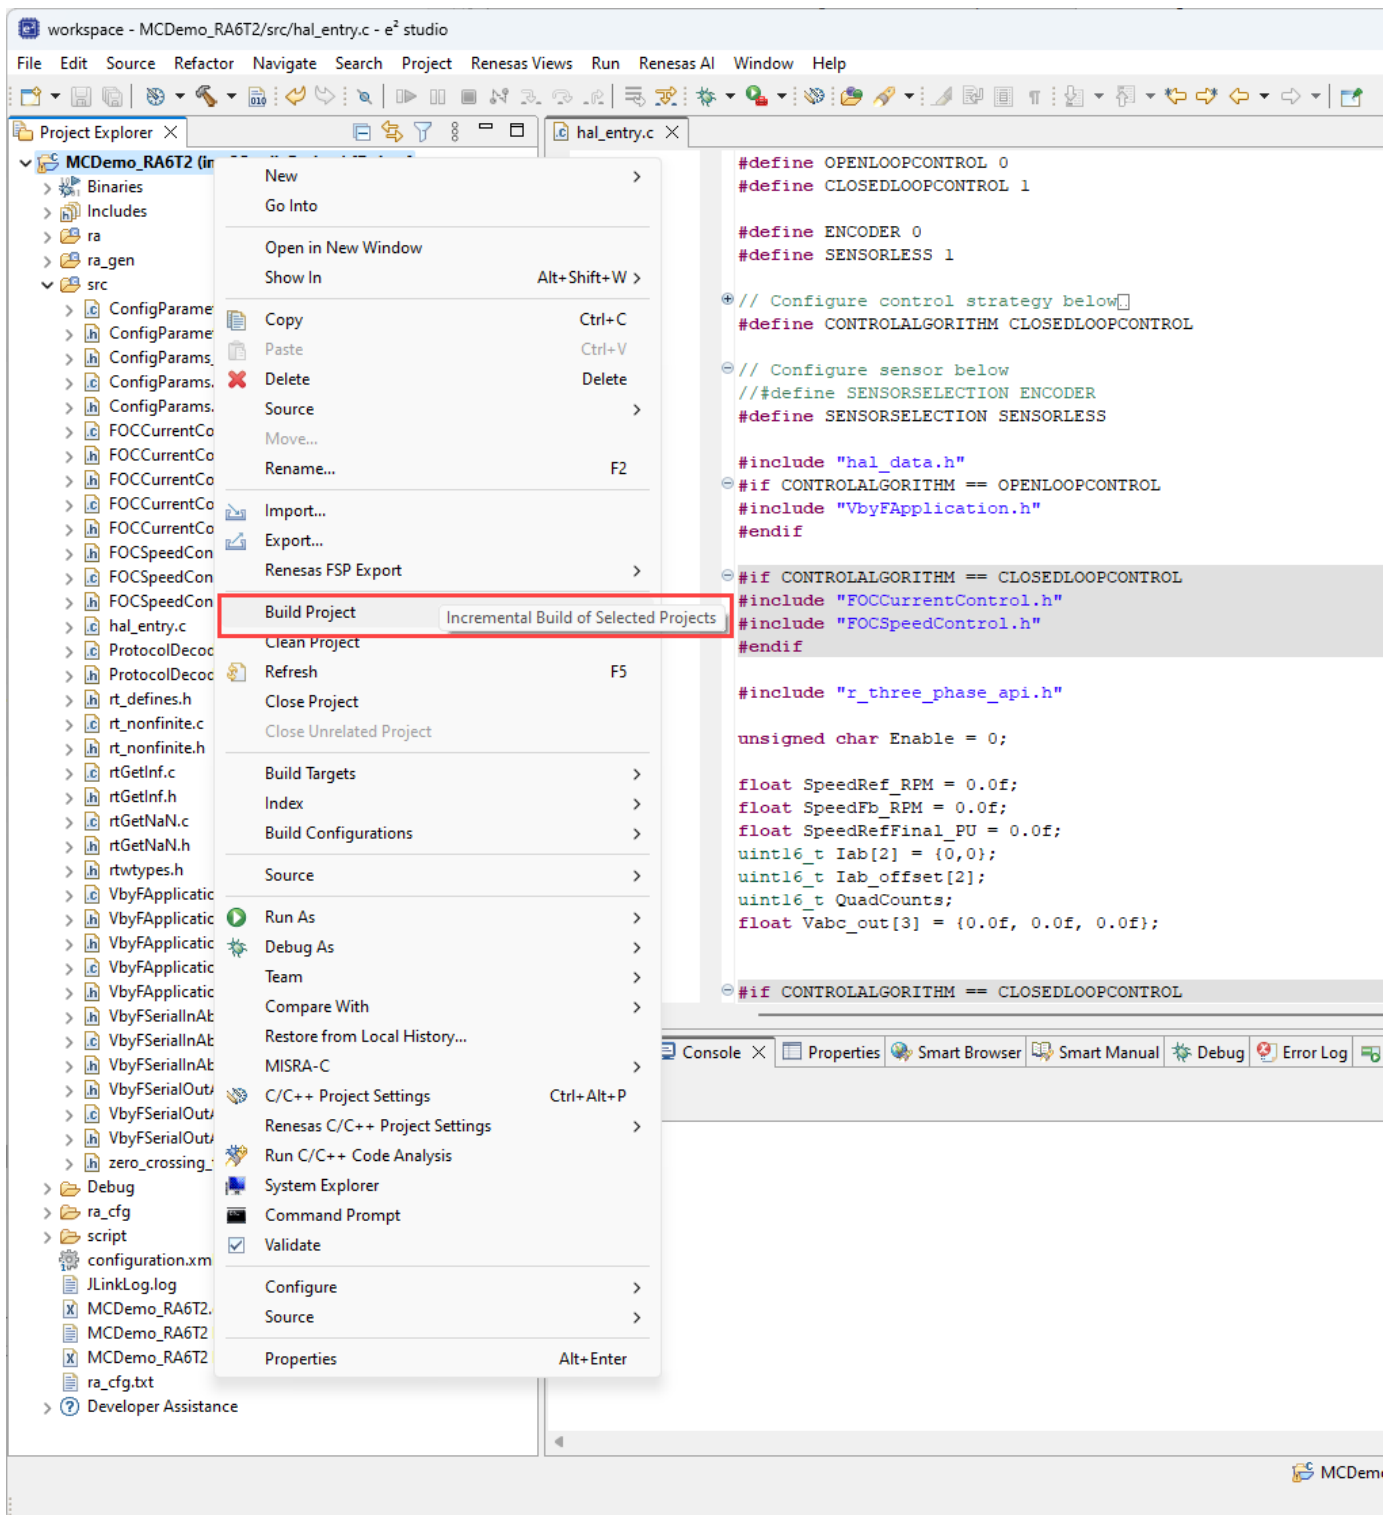 workspace - MCDemo_RA6T2/src/hal_entry.c - e² studio
File Edit Source Refactor Navigate Search Project Renesas Views Run Renesas AI Window Help
Project Explorer
MCDemo_RA6T2 (in
Binaries
Includes
ra
ra_gen
src
ConfigParame
ConfigParame
ConfigParams_
ConfigParams.
ConfigParams.
FOCCurrentCo
FOCCurrentCo
FOCCurrentCo
FOCCurrentCo
FOCCurrentCo
FOCSpeedCon
FOCSpeedCon
FOCSpeedCon
hal_entry.c
ProtocolDecod
ProtocolDecod
rt_defines.h
rt_nonfinite.c
rt_nonfinite.h
rtGetInf.c
rtGetInf.h
rtGetNaN.c
rtGetNaN.h
rtwtypes.h
VbyFApplicatic
VbyFApplicatic
VbyFApplicatic
VbyFApplicatic
VbyFApplicatic
VbyFSerialInAb
VbyFSerialInAb
VbyFSerialInAb
VbyFSerialOutA
VbyFSerialOutA
VbyFSerialOutA
zero_crossing_
Debug
ra_cfg
script
configuration.xm
JLinkLog.log
MCDemo_RA6T2.
MCDemo_RA6T2
MCDemo_RA6T2
ra_cfg.txt
Developer Assistance
New
Go Into
Open in New Window
Show In Alt+Shift+W
Copy Ctrl+C
Paste Ctrl+V
Delete Delete
Source
Move...
Rename... F2
Import...
Export...
Renesas FSP Export
Build Project
Incremental Build of Selected Projects
Clean Project
Refresh F5
Close Project
Close Unrelated Project
Build Targets
Index
Build Configurations
Source
Run As
Debug As
Team
Compare With
Restore from Local History...
MISRA-C
C/C++ Project Settings Ctrl+Alt+P
Renesas C/C++ Project Settings
Run C/C++ Code Analysis
System Explorer
Command Prompt
Validate
Configure
Source
Properties Alt+Enter
hal_entry.c
#define OPENLOOPCONTROL 0
#define CLOSEDLOOPCONTROL 1
#define ENCODER 0
#define SENSORLESS 1
// Configure control strategy below
#define CONTROLALGORITHM CLOSEDLOOPCONTROL
// Configure sensor below
//#define SENSORSELECTION ENCODER
#define SENSORSELECTION SENSORLESS
#include "hal_data.h"
#if CONTROLALGORITHM == OPENLOOPCONTROL
#include "VbyFApplication.h"
#endif
#if CONTROLALGORITHM == CLOSEDLOOPCONTROL
#include "FOCCurrentControl.h"
#include "FOCSpeedControl.h"
#endif
#include "r_three_phase_api.h"
unsigned char Enable = 0;
float SpeedRef_RPM = 0.0f;
float SpeedFb_RPM = 0.0f;
float SpeedRefFinal_PU = 0.0f;
uint16_t Iab[2] = {0,0};
uint16_t Iab_offset[2];
uint16_t QuadCounts;
float Vabc_out[3] = {0.0f, 0.0f, 0.0f};
#if CONTROLALGORITHM == CLOSEDLOOPCONTROL
Console Properties Smart Browser Smart Manual Debug Error Log
MCDemo